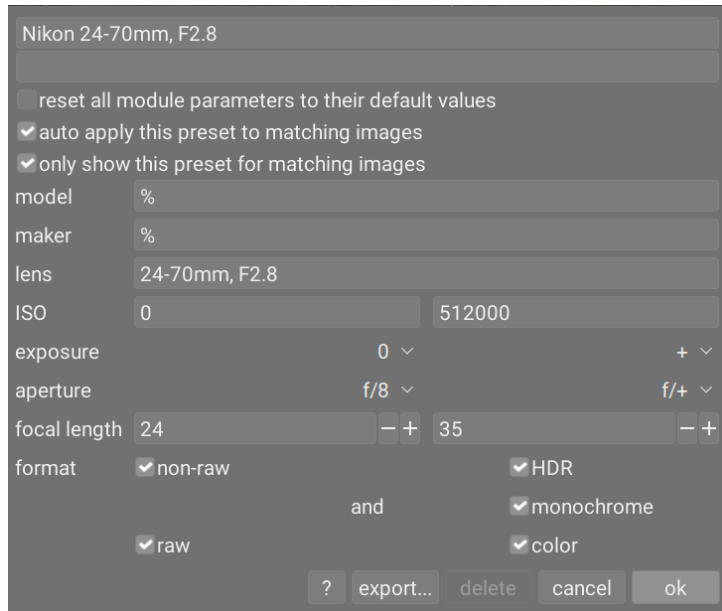 Nikon 24-70mm, F2.8
reset all module parameters to their default values
auto apply this preset to matching images
only show this preset for matching images
model %
maker %
lens 24-70mm, F2.8
ISO 0 512000
exposure 0 +
aperture f/8 f/+
focal length 24 − + 35 − +
format non-raw HDR
and monochrome
raw color
? export... delete cancel ok